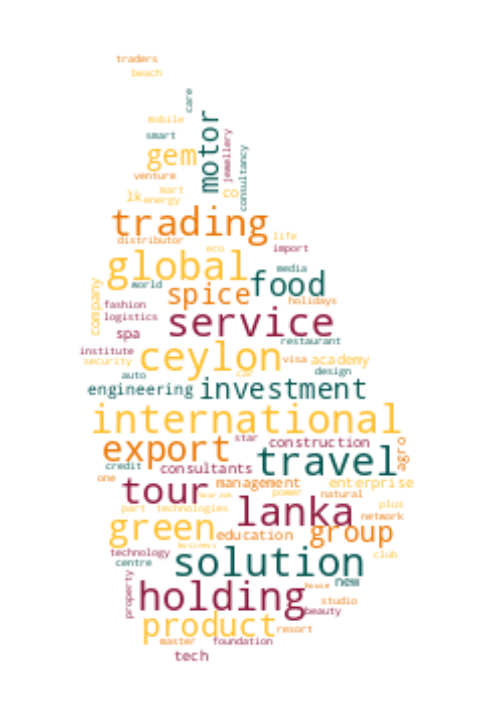 traders
beach
care
mobile
motor
smart
jewellery
consultancy
gem
venture
mart
lk energy co
trading
distributor
life
eco import
global
media
world food
company
spice
holidays
fashion
logistics
service
spa
restaurant
institute
ceylon
visa academy
security
car
auto design
engineering investment
international
star
export construction
agro
travel
credit consultants
one
tour management enterprise
tourism power natural
lanka plus
part technologies
network
green education group
business
technology club
centre solution
new
property
holding house
studio
beauty
product resort
master foundation
tech